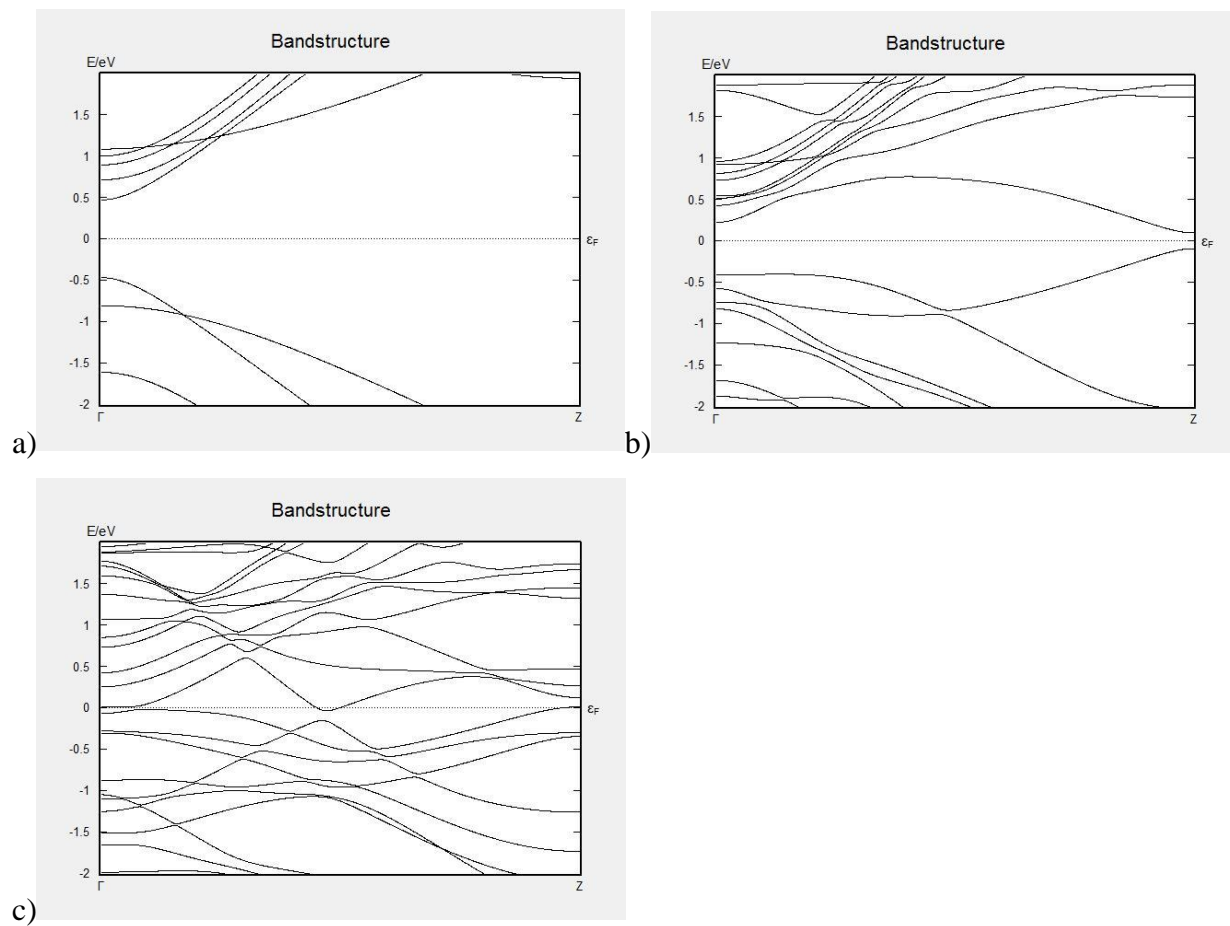 Bandstructure
E/eV
1.5
1
0.5
0
-0.5
-1
-1.5
-2
εF
Γ
Z
a)
Bandstructure
E/eV
1.5
1
0.5
0
-0.5
-1
-1.5
-2
εF
Γ
Z
b)
Bandstructure
E/eV
1.5
1
0.5
0
-0.5
-1
-1.5
-2
εF
Γ
Z
c)